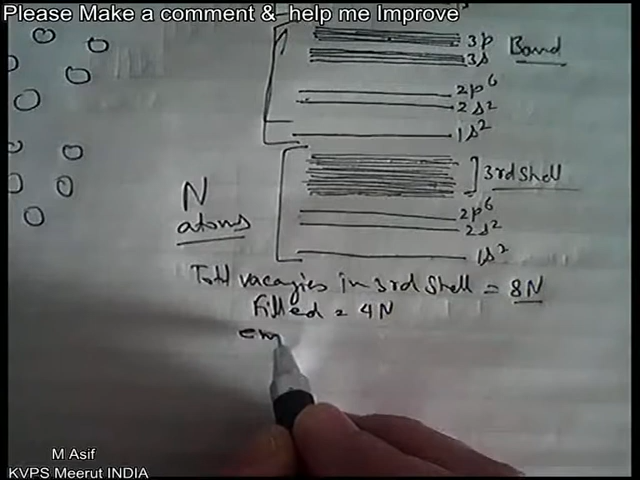 Please Make a comment & help me Improve
3p
Band
3s
2p6
2s2
1s2
3rd Shell
N
atoms
2p6
2s2
1s2
Total vacancies in 3rd Shell = 8N
Filled = 4N
em
M Asif
KVPS Meerut INDIA